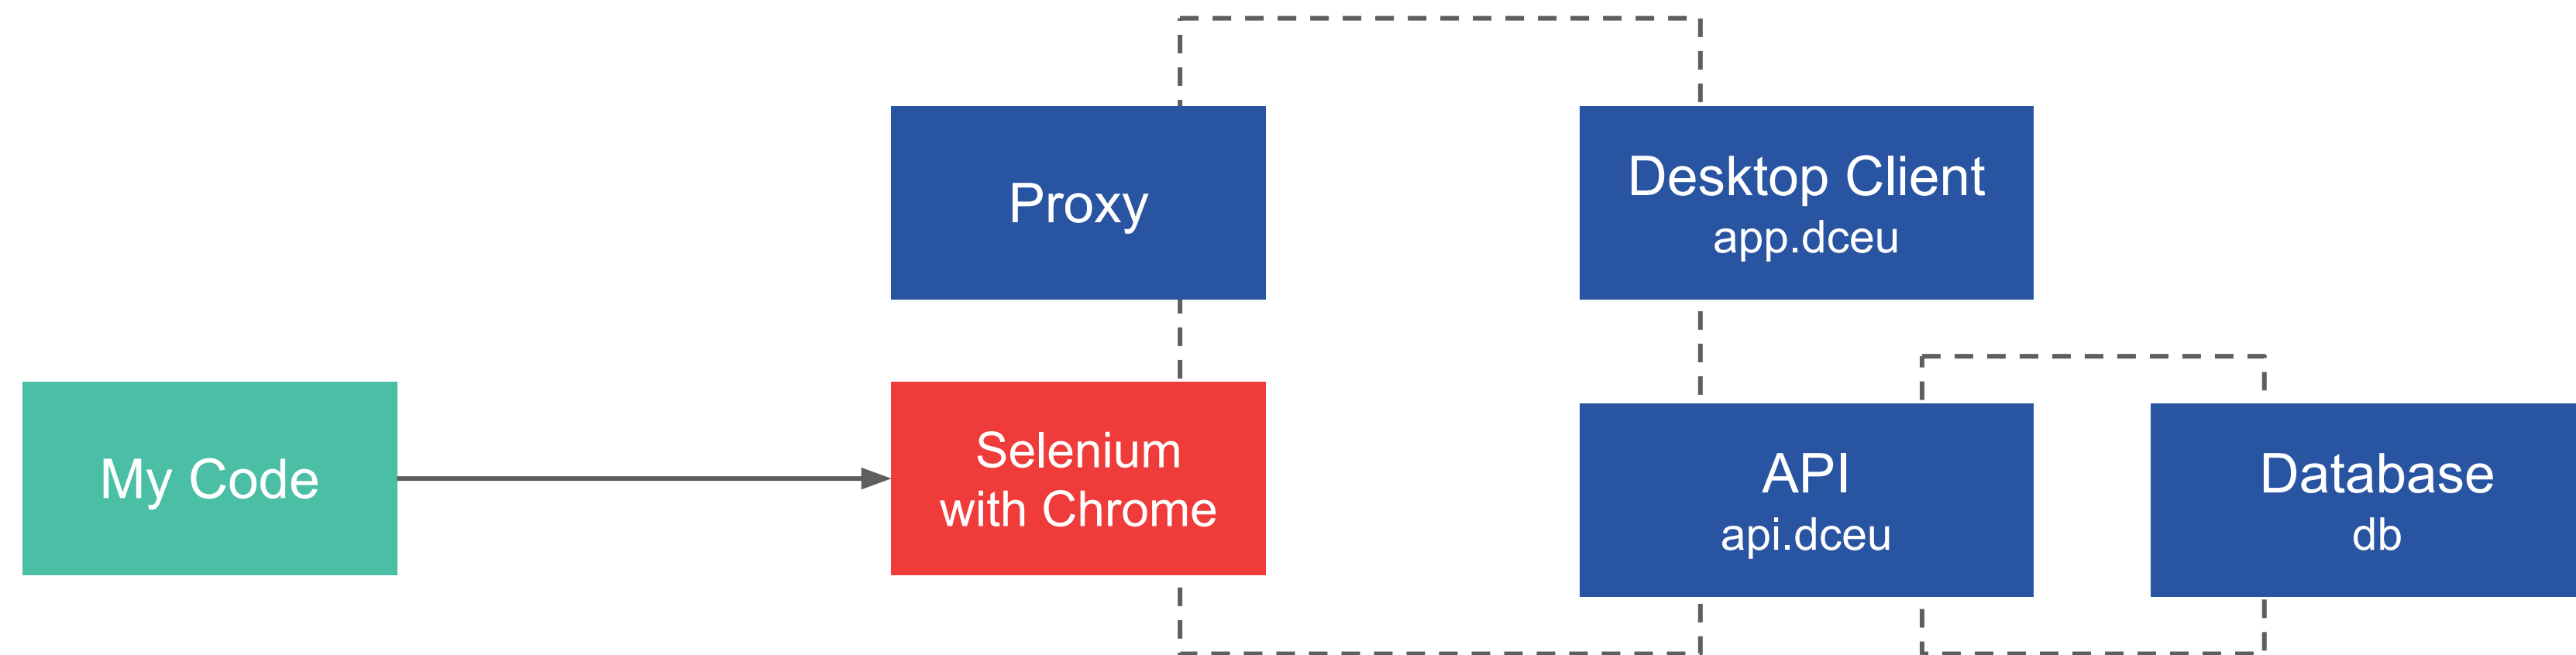 Proxy
Desktop Client
app.dceu
My Code
Selenium
with Chrome
API
api.dceu
Database
db